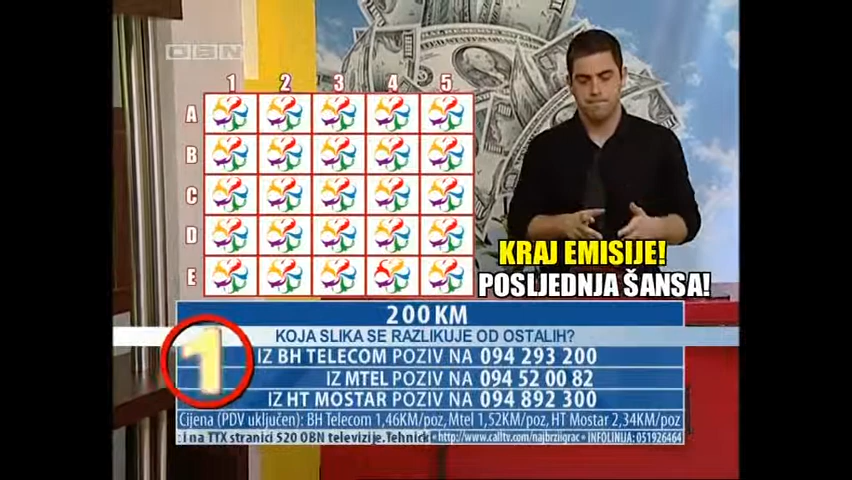 OBN
1 2 3 4 5
A
B
C
D
E
KRAJ EMISIJE!
POSLJEDNJA ŠANSA!
200KM
KOJA SLIKA SE RAZLIKUJE OD OSTALIH?
1
IZ BH TELECOM POZIV NA 094 293 200
IZ MTEL POZIV NA 094 52 00 82
IZ HT MOSTAR POZIV NA 094 892 300
Cijena (PDV uključen): BH Telecom 1,46KM/poz, Mtel 1,52KM/poz, HT Mostar 2,34KM/poz
i na TTX stranici 520 OBN televizije.Tehnick • http://www.calltv.com/najbrziigrac • INFOLINIJA: 051926464